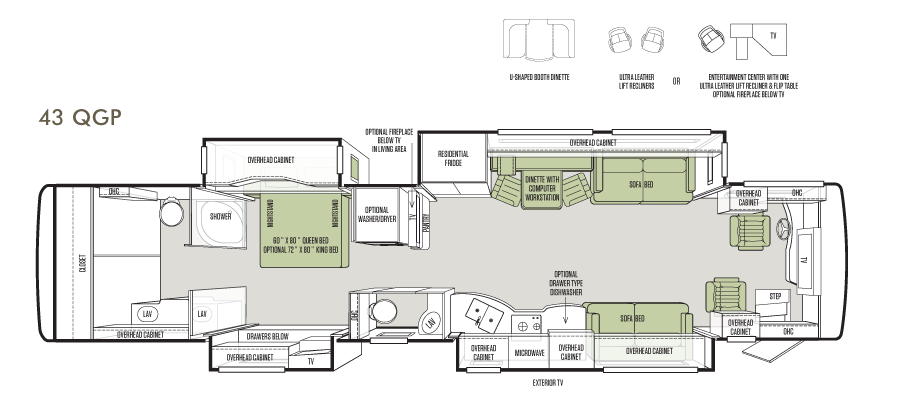 U-SHAPED BOOTH DINETTE
ULTRA LEATHER
LIFT RECLINERS
OR
TV
ENTERTAINMENT CENTER WITH ONE
ULTRA LEATHER LIFT RECLINER & FLIP TABLE
OPTIONAL FIREPLACE BELOW TV
43 QGP
OPTIONAL FIREPLACE
BELOW TV
IN LIVING AREA
OVERHEAD CABINET
RESIDENTIAL
FRIDGE
OVERHEAD CABINET
OHC
SHOWER
NIGHTSTAND
NIGHTSTAND
60" X 80" QUEEN BED
OPTIONAL 72" X 80" KING BED
OPTIONAL
WASHER/DRYER
TV
PANTRY
DINETTE WITH
COMPUTER
WORKSTATION
SOFA BED
OVERHEAD
CABINET
OHC
TV
CLOSET
LAV
LAV
OVERHEAD CABINET
DRAWERS BELOW
OVERHEAD CABINET
TV
OHC
LAV
OPTIONAL
DRAWER TYPE
DISHWASHER
SOFA BED
STEP
OVERHEAD
CABINET
OHC
OVERHEAD
CABINET
MICROWAVE
OVERHEAD
CABINET
OVERHEAD CABINET
EXTERIOR TV